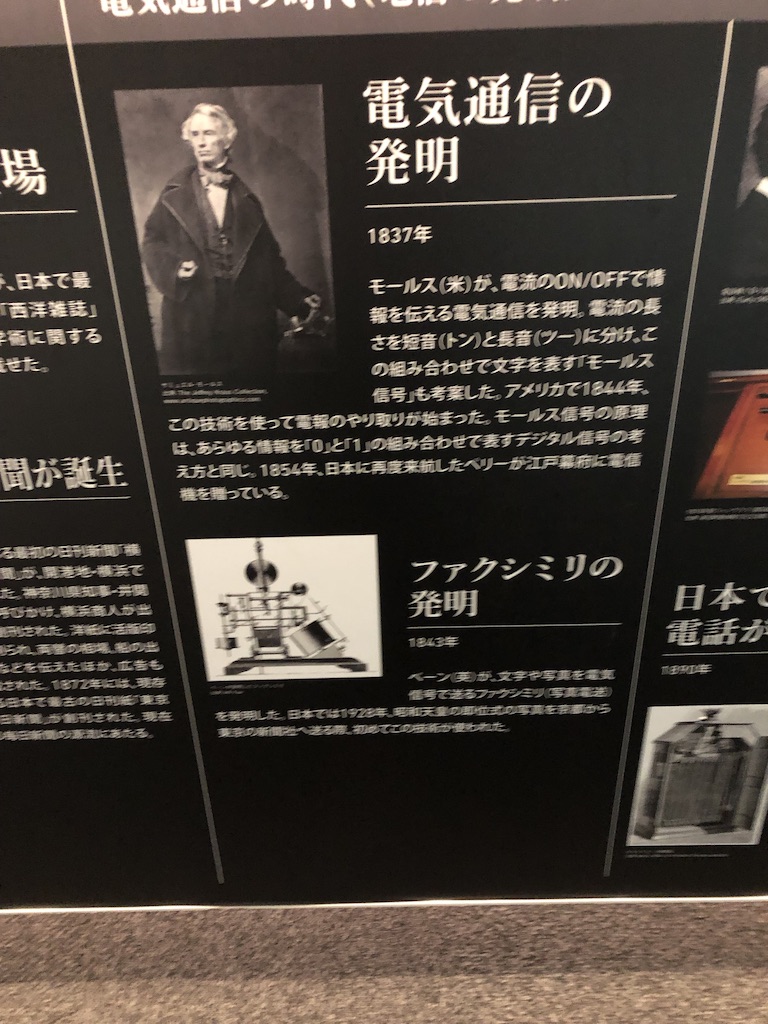 電気通信の時代
場
、日本で最
「西洋雑誌」
学術に関する
せた。
聞が誕生
る最初の日刊新聞「横
聞」が、開港地・横浜で
た。神奈川県知事・井関
呼びかけ、横浜商人が出
創刊された。洋紙に活版印
られ、両替の相場、船の出
などを伝えたほか、広告も
された。1872年には、現存
る日本で最古の日刊紙「東京
日新聞」が創刊された。現在
の毎日新聞の源流にあたる。
電気通信の
発明
1837年
モールス(米)が、電流のON/OFFで情
報を伝える電気通信を発明。電流の長
さを短音(トン)と長音(ツー)に分け、こ
の組み合わせで文字を表す「モールス
信号」も考案した。アメリカで1844年、
この技術を使って電報のやり取りが始まった。モールス信号の原理
は、あらゆる情報を「0」と「1」の組み合わせで表すデジタル信号の考
え方と同じ。1854年、日本に再度来航したペリーが江戸幕府に電信
機を贈っている。
サミュエル・モールス
ファクシミリの
発明
1843年
ベーン(英)が、文字や写真を電気
信号で送るファクシミリ(写真電送)
を発明した。日本では1928年、昭和天皇の即位式の写真を京都から
東京の新聞社へ送る際、初めてこの技術が使われた。
日本で
電話が
1890年